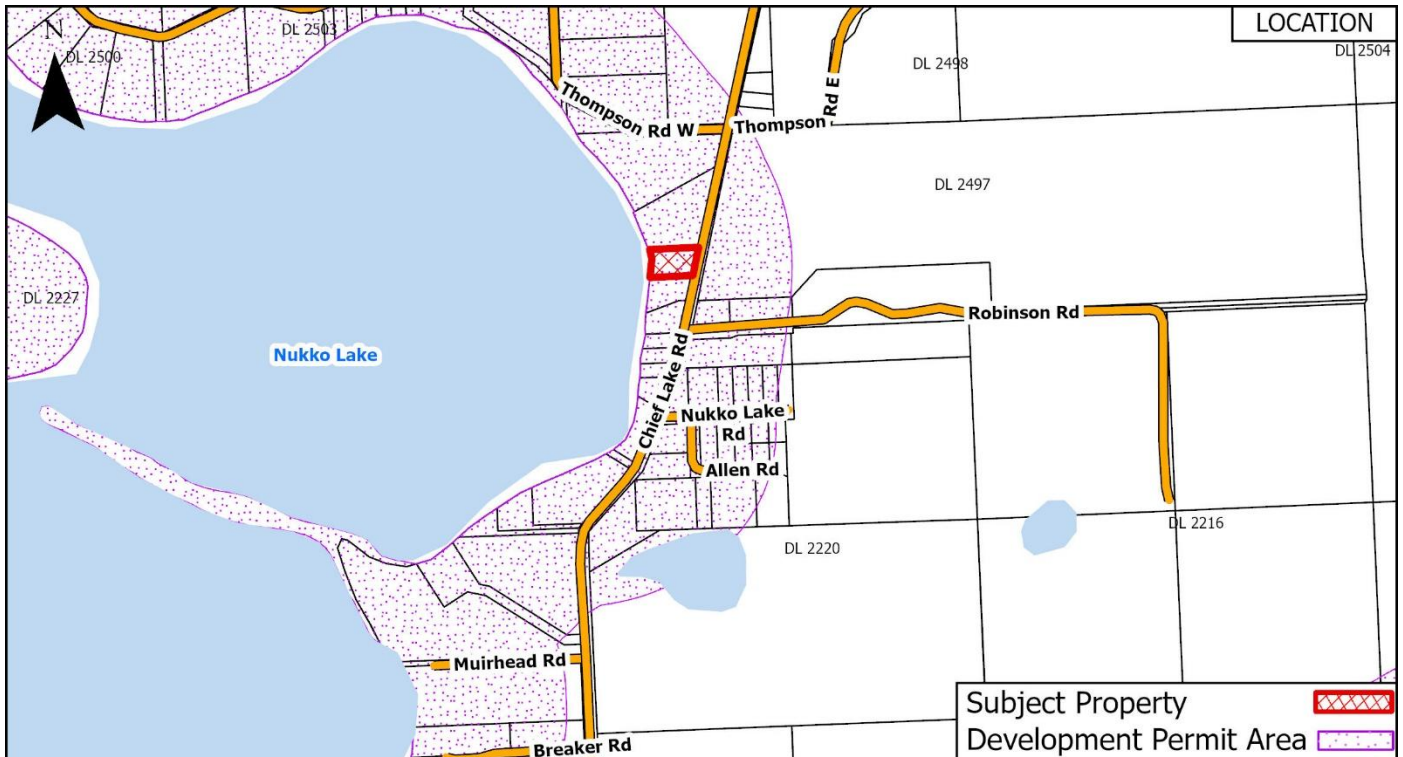 LOCATION
N
DL 2503
DL 2500
DL 2498
DL 2504
Thompson
Rd W
Thompson
Rd E
DL 2497
DL 2227
Nukko Lake
Robinson Rd
Chief Lake Rd
Nukko Lake
Rd
Allen Rd
DL 2216
DL 2220
Muirhead Rd
Breaker Rd
Subject Property
Development Permit Area